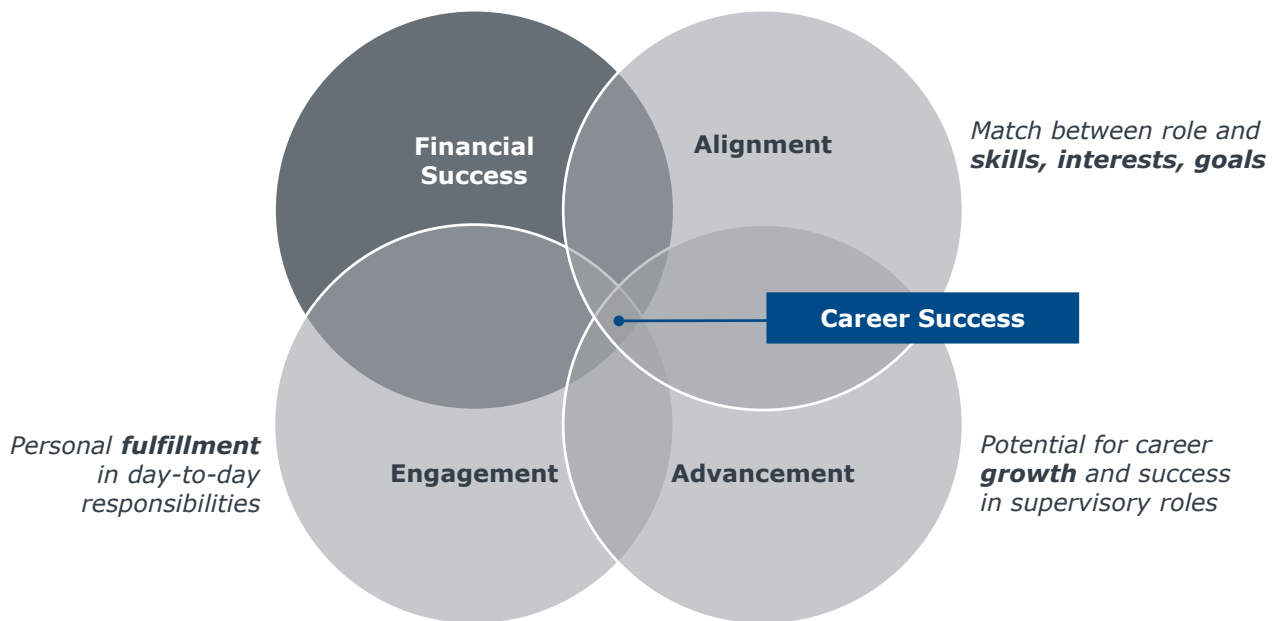 Financial
Success
Alignment
Match between role and
skills, interests, goals
Career Success
Personal fulfillment
in day-to-day
responsibilities
Engagement
Advancement
Potential for career
growth and success
in supervisory roles